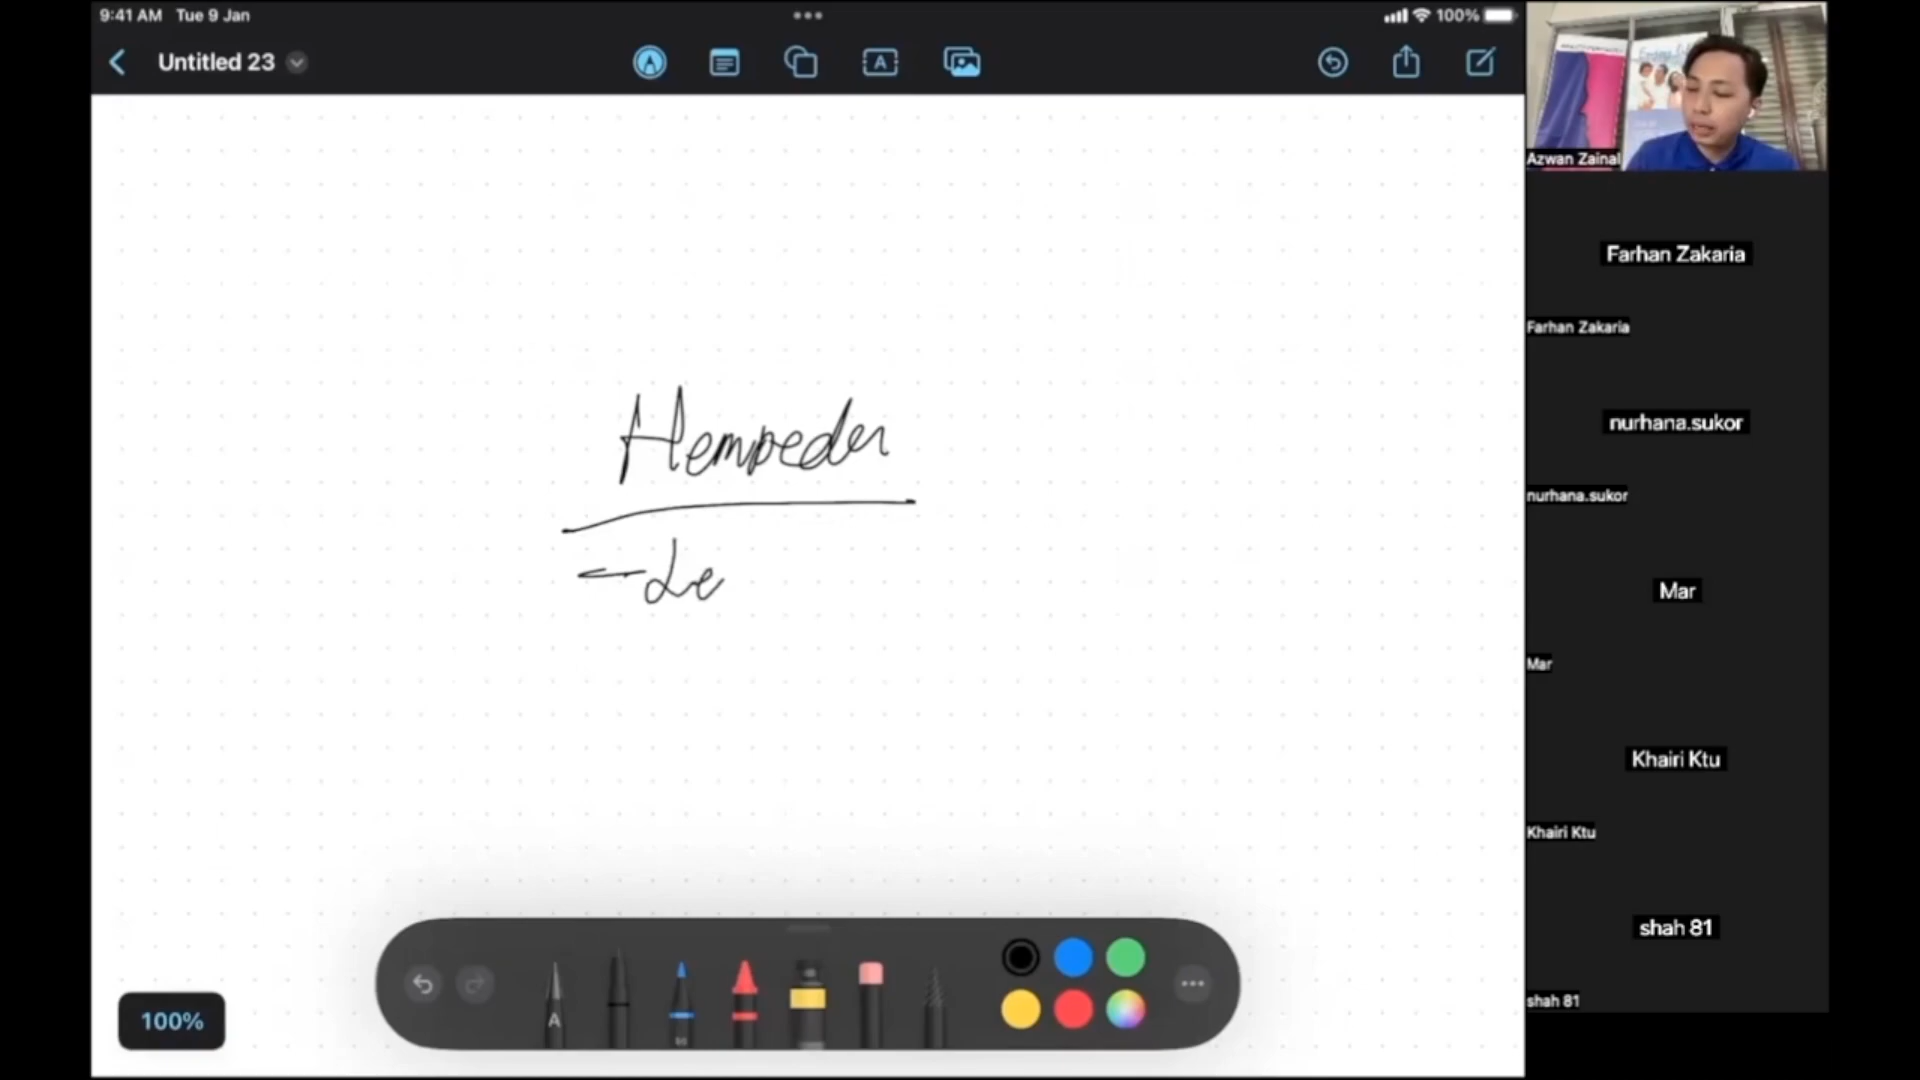 9:41 AM Tue 9 Jan
100%
Untitled 23
A
Hempedu
Le
A
100%
Azwan Zainal
Farhan Zakaria
Farhan Zakaria
nurhana.sukor
nurhana.sukor
Mar
Mar
Khairi Ktu
Khairi Ktu
shah 81
shah 81